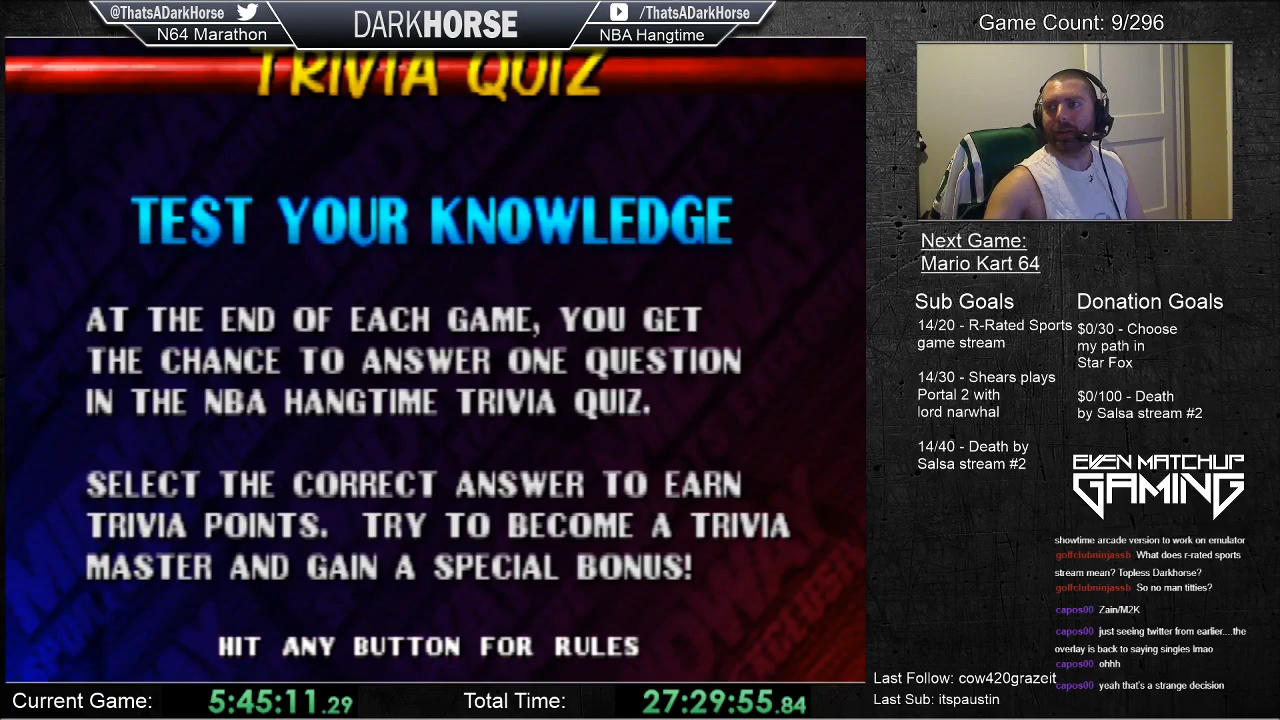 @ThatsADarkHorse
N64 Marathon
DARKHORSE
/ThatsADarkHorse
NBA Hangtime
Game Count: 9/296
TRIVIA QUIZ
TEST YOUR KNOWLEDGE
AT THE END OF EACH GAME, YOU GET
THE CHANCE TO ANSWER ONE QUESTION
IN THE NBA HANGTIME TRIVIA QUIZ.
SELECT THE CORRECT ANSWER TO EARN
TRIVIA POINTS. TRY TO BECOME A TRIVIA
MASTER AND GAIN A SPECIAL BONUS!
HIT ANY BUTTON FOR RULES
Next Game:
Mario Kart 64
Sub Goals
14/20 - R-Rated Sports
game stream
14/30 - Shears plays
Portal 2 with
lord narwhal
14/40 - Death by
Salsa stream #2
Donation Goals
$0/30 - Choose
my path in
Star Fox
$0/100 - Death
by Salsa stream #2
EVEN MATCHUP
GAMING
showtime arcade version to work on emulator
golfclubninjassb What does r-rated sports
stream mean? Topless Darkhorse?
golfclubninjassb So no man titties?
capos00 Zain/M2K
capos00 just seeing twitter from earlier....the
overlay is back to saying singles lmao
capos00 ohhh
capos00 yeah that's a strange decision
Last Follow: cow420grazeit
Last Sub: itspaustin
Current Game: 5:45:11.29
Total Time: 27:29:55.84